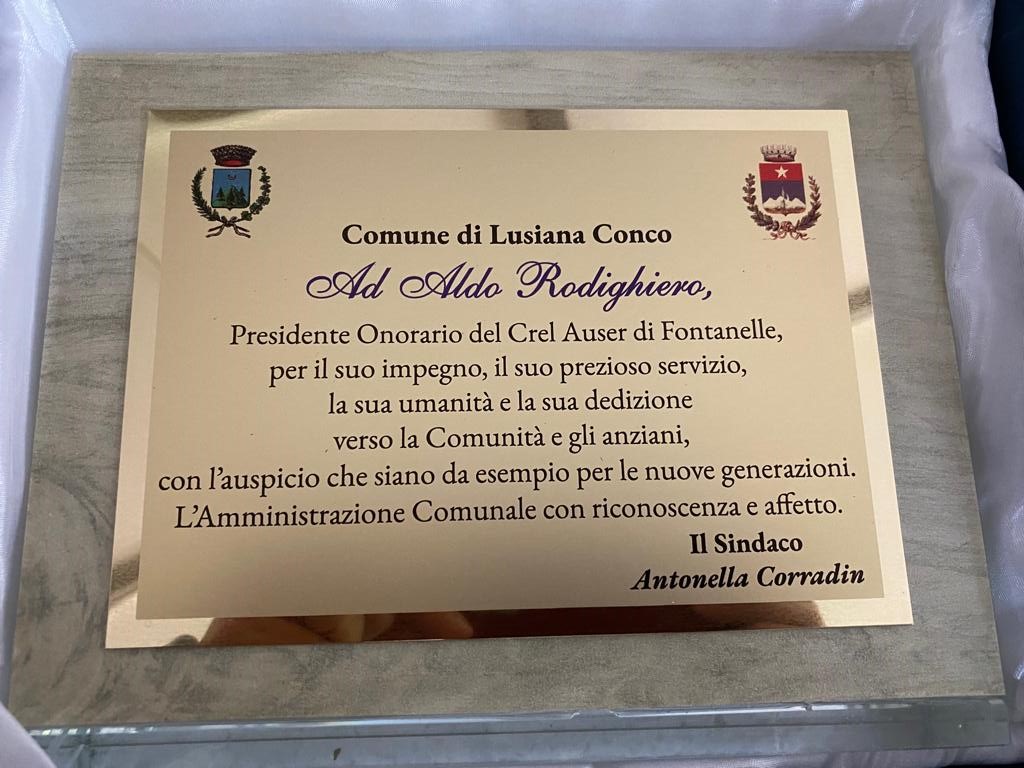 Comune di Lusiana Conco
Ad Aldo Rodighiero,
Presidente Onorario del Crel Auser di Fontanelle,
per il suo impegno, il suo prezioso servizio,
la sua umanità e la sua dedizione
verso la Comunità e gli anziani,
con l'auspicio che siano da esempio per le nuove generazioni.
L'Amministrazione Comunale con riconoscenza e affetto.
Il Sindaco
Antonella Corradin